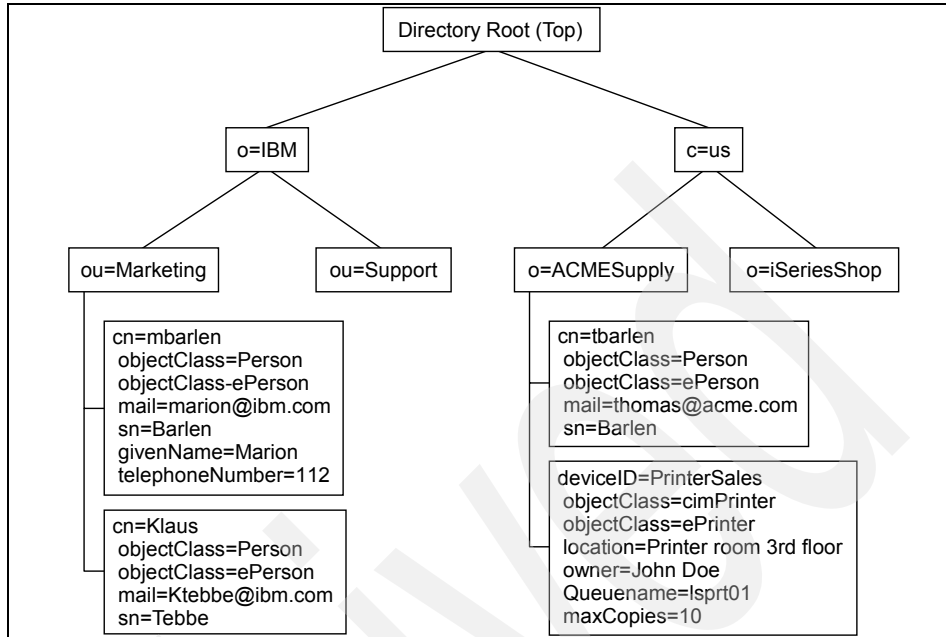 Directory Root (Top)
o=IBM
c=us
ou=Marketing
ou=Support
o=ACMESupply
o=iSeriesShop
cn=mbarlen
objectClass=Person
objectClass-ePerson
mail=marion@ibm.com
sn=Barlen
givenName=Marion
telephoneNumber=112
cn=Klaus
objectClass=Person
objectClass=ePerson
mail=Ktebbe@ibm.com
sn=Tebbe
cn=tbarlen
objectClass=Person
objectClass=ePerson
mail=thomas@acme.com
sn=Barlen
deviceID=PrinterSales
objectClass=cimPrinter
objectClass=ePrinter
location=Printer room 3rd floor
owner=John Doe
Queuename=lsprt01
maxCopies=10